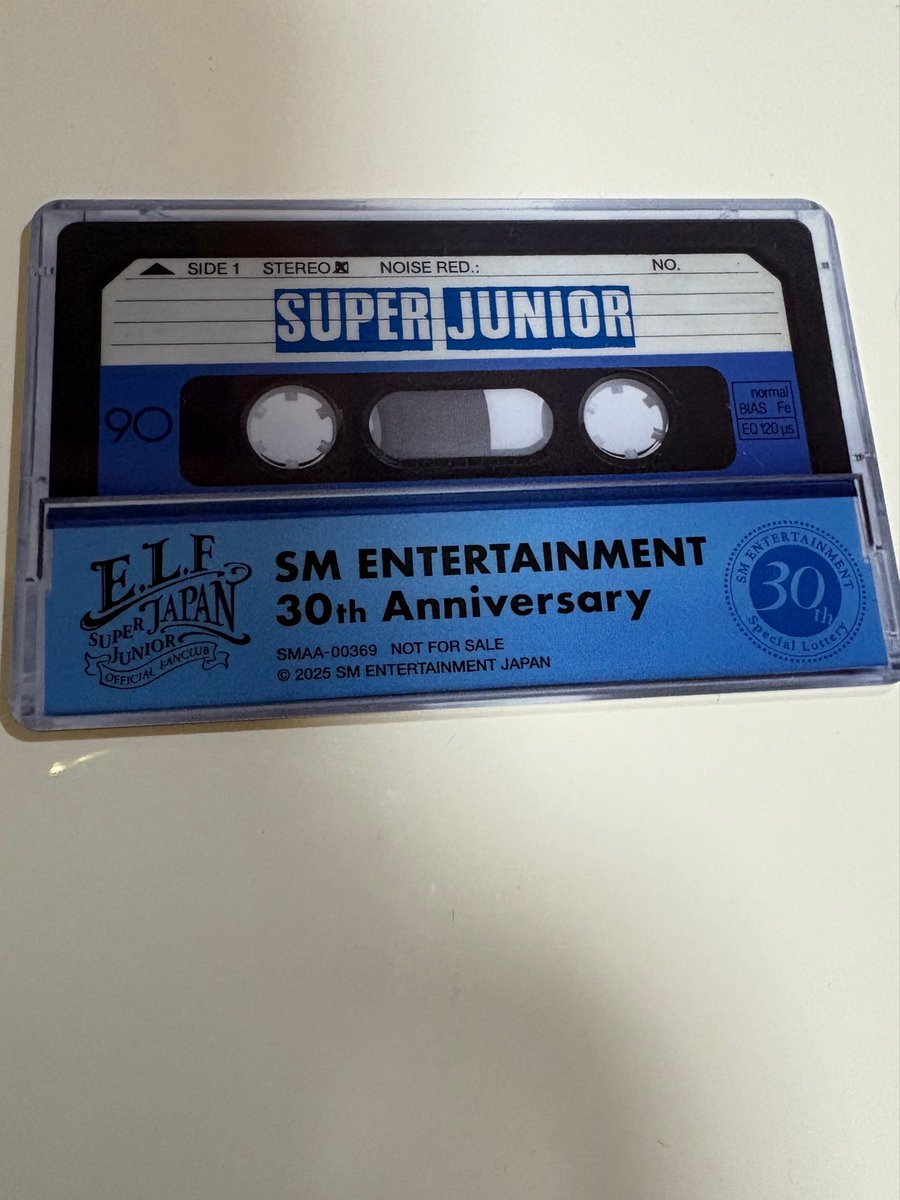 SIDE 1 STEREO NOISE RED.: NO.
SUPER JUNIOR
90
normal
BIAS Fe
EQ 120 µs
E.L.F
JAPAN
SUPER
JUNIOR
OFFICIAL FANCLUB
SM ENTERTAINMENT
30th Anniversary
SMAA-00369 NOT FOR SALE
© 2025 SM ENTERTAINMENT JAPAN
SM ENTERTAINMENT
30th
Special Lottery